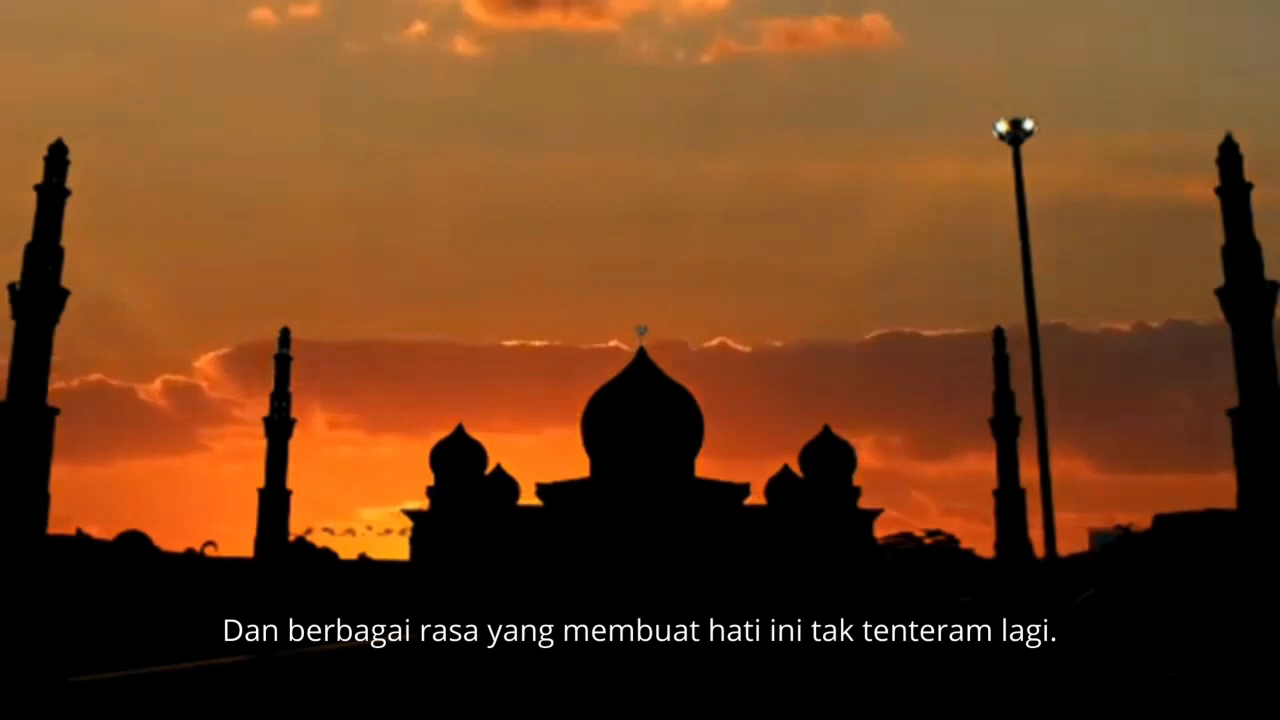 Dan berbagai rasa yang membuat hati ini tak tenteram lagi.